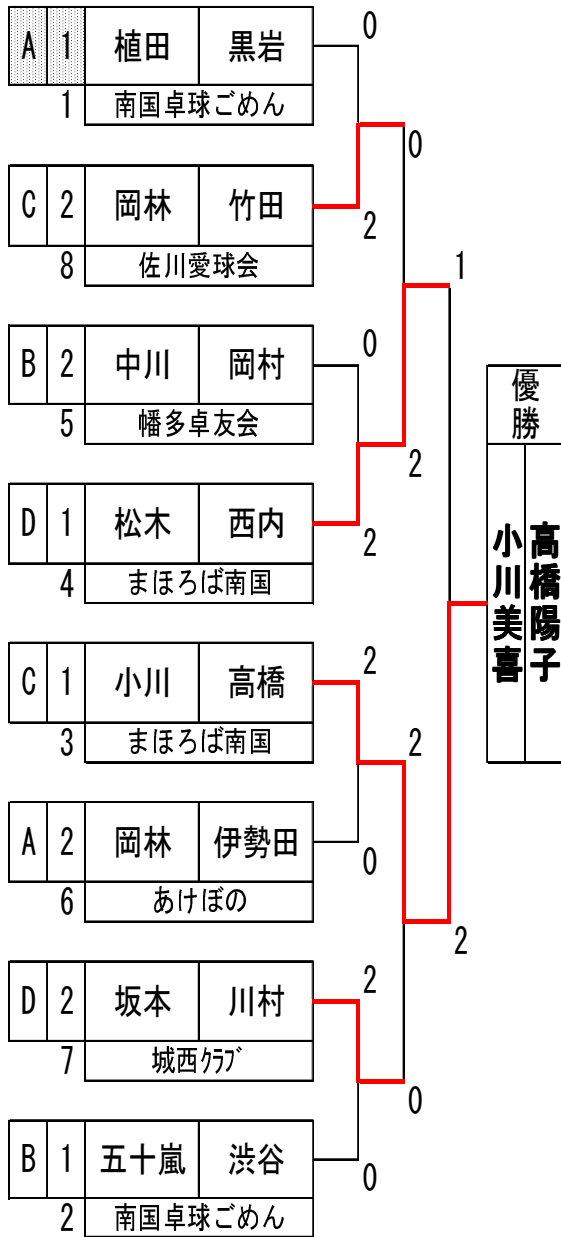 A 1 植田 黒岩
1 南国卓球ごめん
C 2 岡林 竹田
8 佐川愛球会
B 2 中川 岡村
5 幡多卓友会
D 1 松木 西内
4 まほろば南国
C 1 小川 高橋
3 まほろば南国
A 2 岡林 伊勢田
6 あけぼの
D 2 坂本 川村
7 城西ｸﾗﾌﾞ
B 1 五十嵐 渋谷
2 南国卓球ごめん
0
2
0
2
2
0
2
0
0
2
2
0
1
2
優勝
高橋陽子
小川美喜